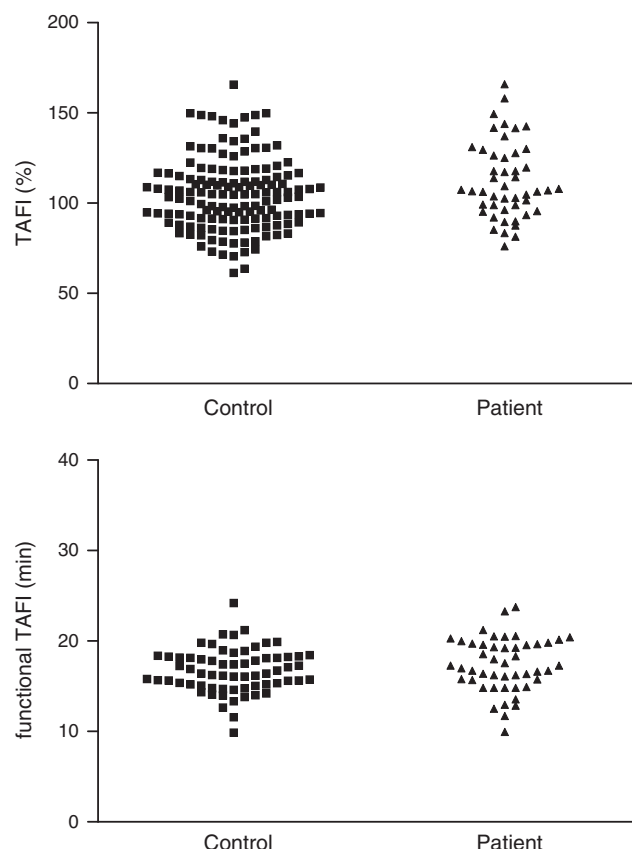 200
150
100
50
0
TAFI (%)
Control Patient
40
30
20
10
0
functional TAFI (min)
Control Patient